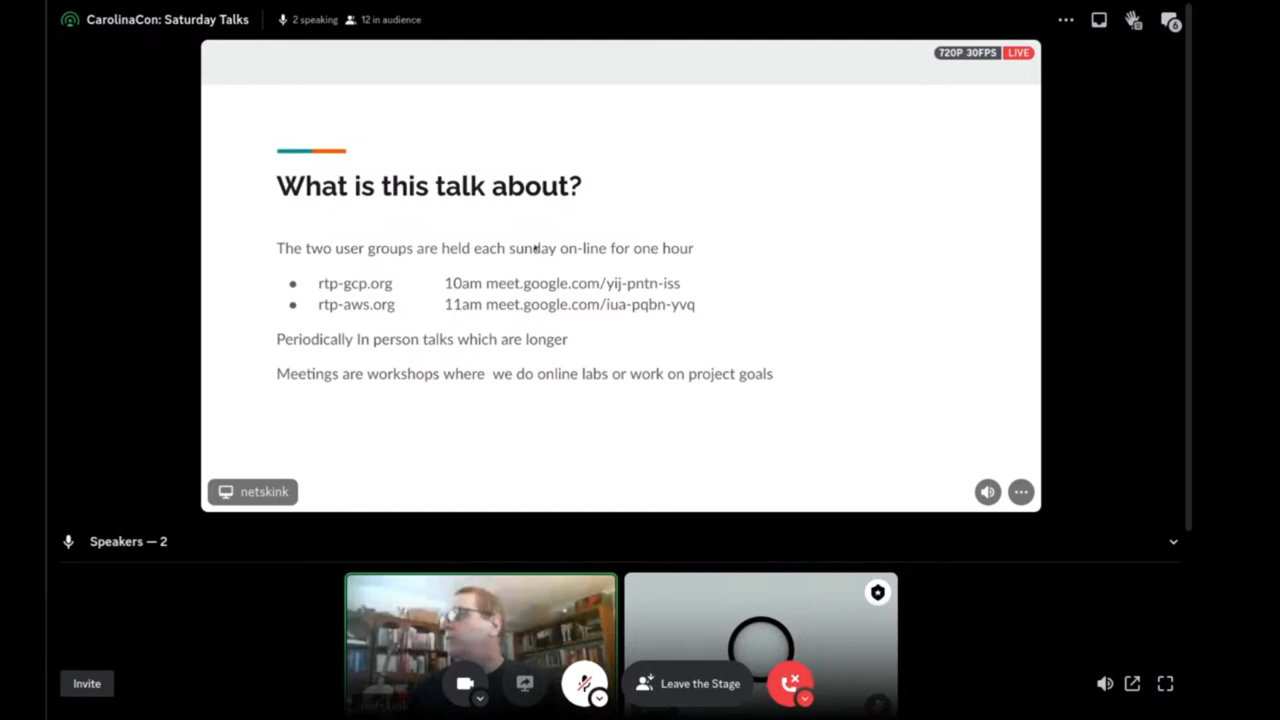 CarolinaCon: Saturday Talks
2 speaking 12 in audience
6
720P 30FPS LIVE
What is this talk about?
The two user groups are held each sunday on-line for one hour
● rtp-gcp.org 10am meet.google.com/yij-pntn-iss
● rtp-aws.org 11am meet.google.com/iua-pqbn-yvq
Periodically In person talks which are longer
Meetings are workshops where we do online labs or work on project goals
netskink
Speakers — 2
Invite
Leave the Stage
netskink